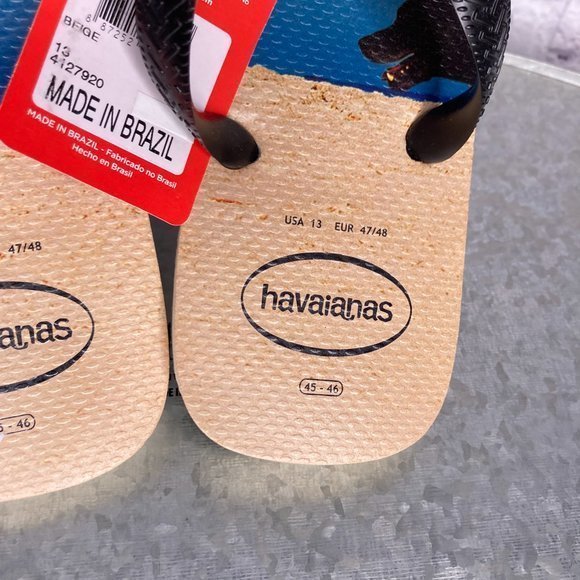 BEIGE
13
4127920
MADE IN BRAZIL
MADE IN BRAZIL - Fabricado no Brasil
Hecho en Brasil
47/48
anas
- 46
USA 13 EUR 47/48
havaianas
45 - 46